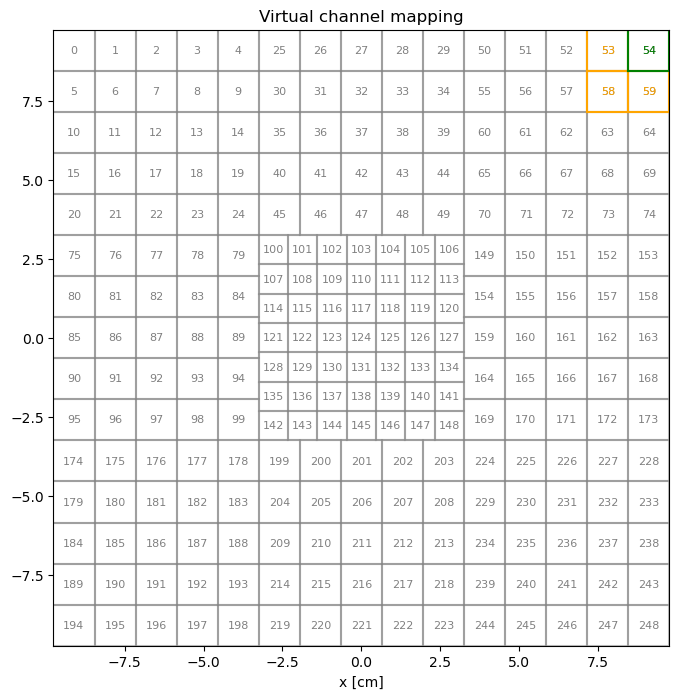 Virtual channel mapping
0 1 2 3 4 25 26 27 28 29 50 51 52 53 54
7.5 5 6 7 8 9 30 31 32 33 34 55 56 57 58 59
10 11 12 13 14 35 36 37 38 39 60 61 62 63 64
5.0 15 16 17 18 19 40 41 42 43 44 65 66 67 68 69
20 21 22 23 24 45 46 47 48 49 70 71 72 73 74
2.5 75 76 77 78 79 100 101 102 103 104 105 106 149 150 151 152 153
107 108 109 110 111 112 113
80 81 82 83 84 114 115 116 117 118 119 120 154 155 156 157 158
0.0 85 86 87 88 89 121 122 123 124 125 126 127 159 160 161 162 163
128 129 130 131 132 133 134
90 91 92 93 94 135 136 137 138 139 140 141 164 165 166 167 168
−2.5 95 96 97 98 99 142 143 144 145 146 147 148 169 170 171 172 173
174 175 176 177 178 199 200 201 202 203 224 225 226 227 228
−5.0 179 180 181 182 183 204 205 206 207 208 229 230 231 232 233
184 185 186 187 188 209 210 211 212 213 234 235 236 237 238
−7.5 189 190 191 192 193 214 215 216 217 218 239 240 241 242 243
194 195 196 197 198 219 220 221 222 223 244 245 246 247 248
−7.5 −5.0 −2.5 0.0 2.5 5.0 7.5
x [cm]